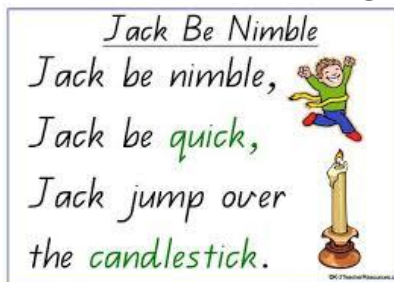 Jack Be Nimble
Jack be nimble,
Jack be quick,
Jack jump over
the candlestick.